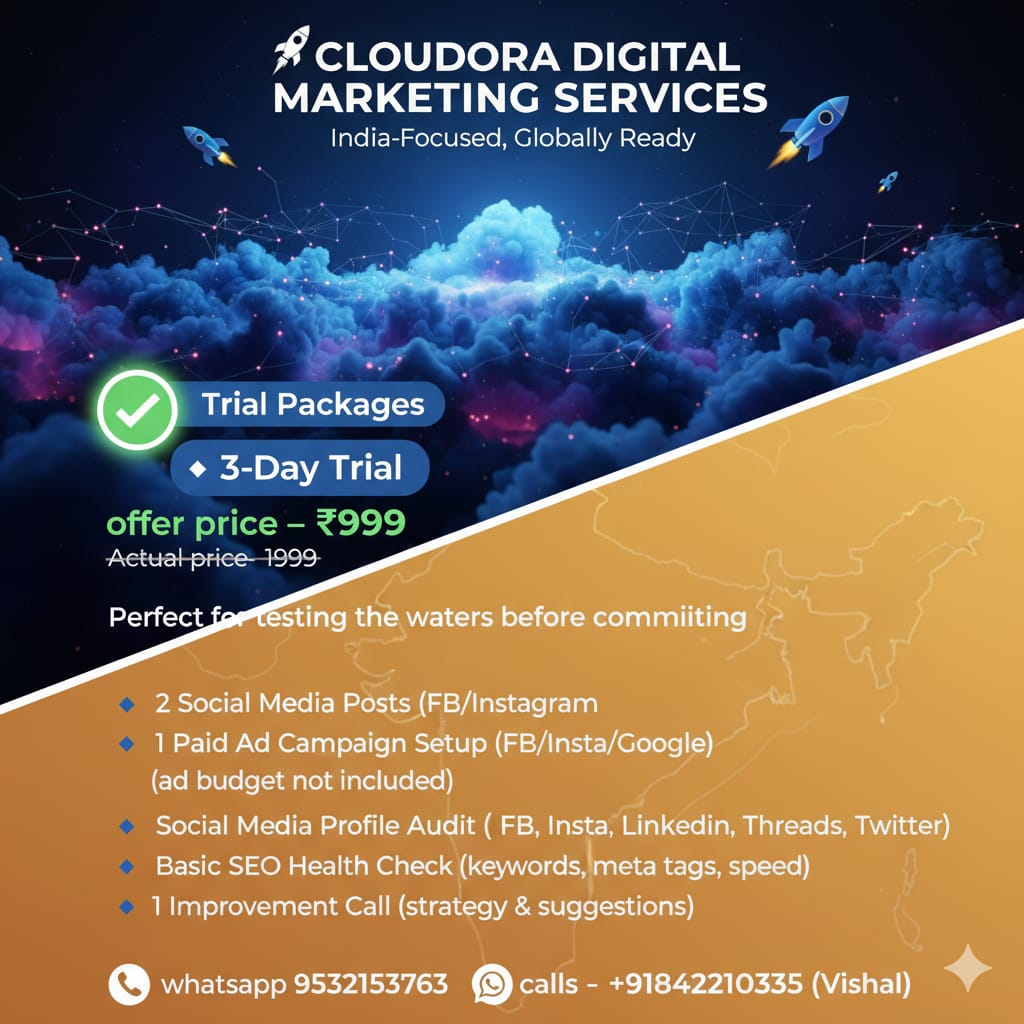 CLOUDORA DIGITAL
MARKETING SERVICES
India-Focused, Globally Ready
Trial Packages
3-Day Trial
offer price – ₹999
Actual price- 1999
Perfect for testing the waters before commiiting
2 Social Media Posts (FB/Instagram
1 Paid Ad Campaign Setup (FB/Insta/Google)
(ad budget not included)
Social Media Profile Audit ( FB, Insta, Linkedin, Threads, Twitter)
Basic SEO Health Check (keywords, meta tags, speed)
1 Improvement Call (strategy & suggestions)
whatsapp 9532153763 calls - +91842210335 (Vishal)